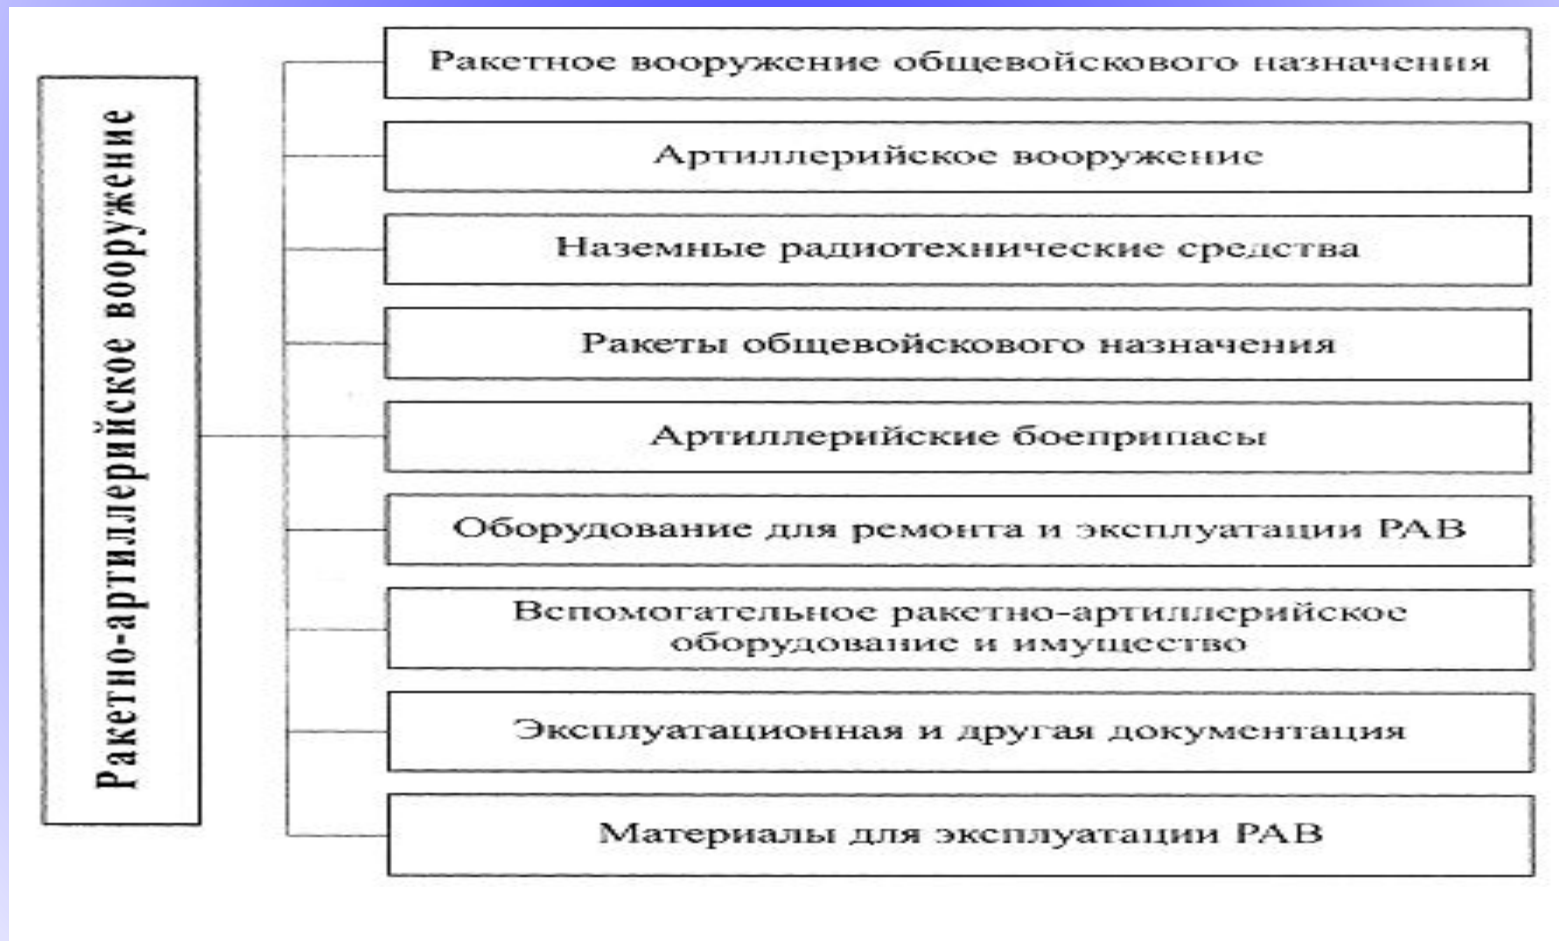 Ракетно-артиллерийское вооружение
Ракетное вооружение общевойскового назначения
Артиллерийское вооружение
Наземные радиотехнические средства
Ракеты общевойскового назначения
Артиллерийские боеприпасы
Оборудование для ремонта и эксплуатации РАВ
Вспомогательное ракетно-артиллерийское
оборудование и имущество
Эксплуатационная и другая документация
Материалы для эксплуатации РАВ